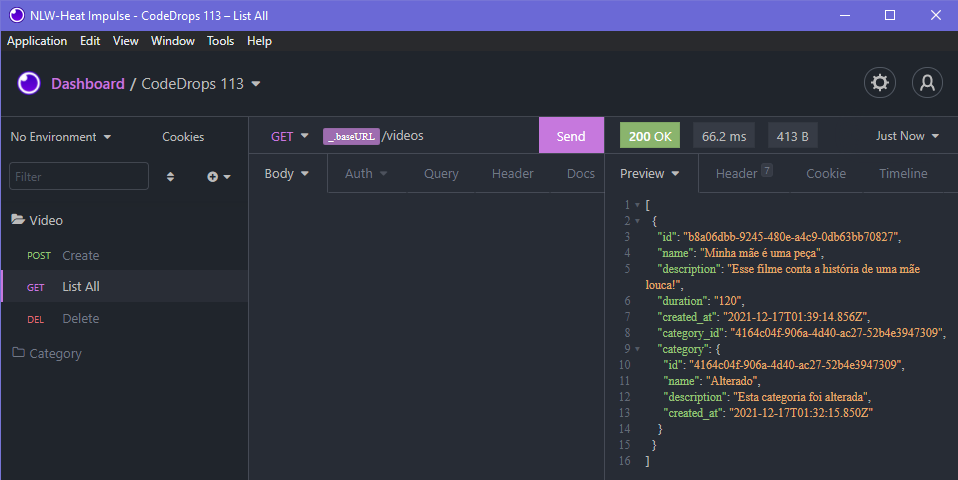 NLW-Heat Impulse - CodeDrops 113 – List All
Application Edit View Window Tools Help
Dashboard / CodeDrops 113
No Environment Cookies
Filter
Video
POST Create
GET List All
DEL Delete
Category
GET _.baseURL /videos Send
Body Auth Query Header Docs
200 OK 66.2 ms 413 B Just Now
Preview Header 7 Cookie Timeline
1 [
2 {
3 "id": "b8a06dbb-9245-480e-a4c9-0db63bb70827",
4 "name": "Minha mãe é uma peça",
5 "description": "Esse filme conta a história de uma mãe
louca!",
6 "duration": "120",
7 "created_at": "2021-12-17T01:39:14.856Z",
8 "category_id": "4164c04f-906a-4d40-ac27-52b4e3947309",
9 "category": {
10 "id": "4164c04f-906a-4d40-ac27-52b4e3947309",
11 "name": "Alterado",
12 "description": "Esta categoria foi alterada",
13 "created_at": "2021-12-17T01:32:15.850Z"
14 }
15 }
16 ]